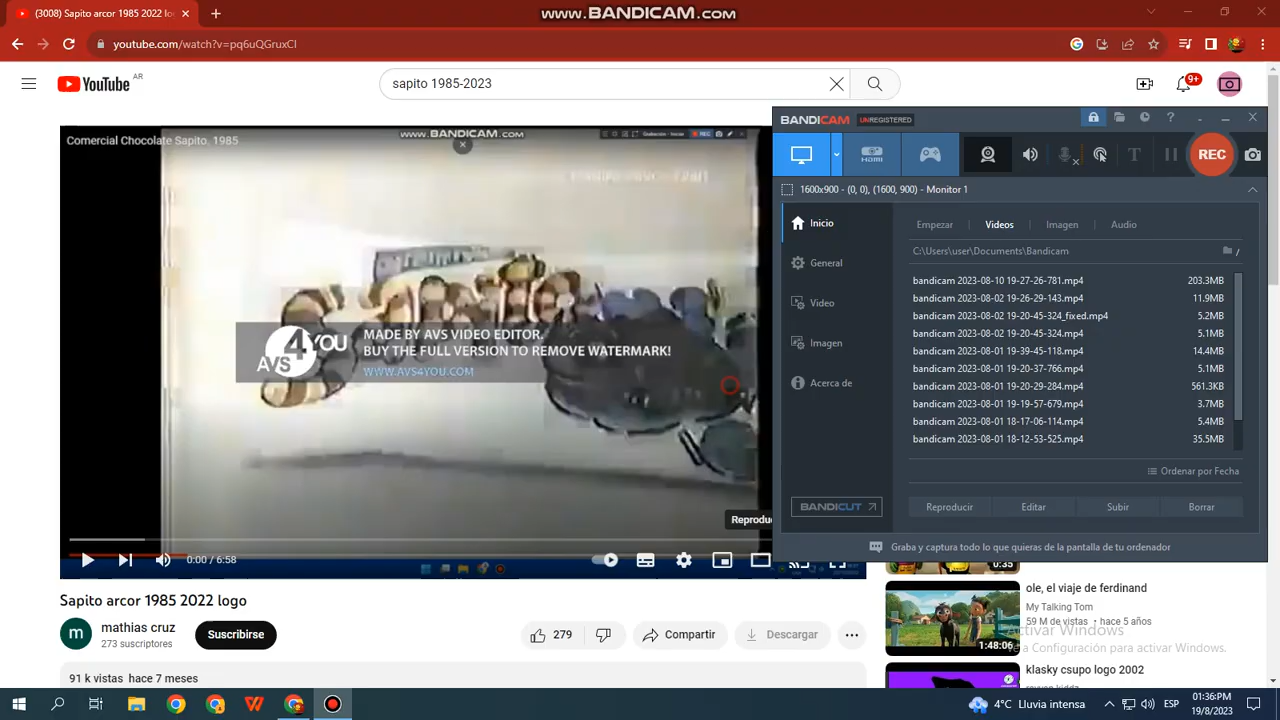 (3008) Sapito arcor 1985 2022 lo
www.BANDICAM.com
youtube.com/watch?v=pq6uQGruxCI
YouTube AR
sapito 1985-2023
9+
Comercial Chocolate Sapito. 1985
www.BANDICAM.com
REC
AVS4YOU
MADE BY AVS VIDEO EDITOR.
BUY THE FULL VERSION TO REMOVE WATERMARK!
WWW.AVS4YOU.COM
Reprodu
0:00 / 6:58
BANDICAM UNREGISTERED
HDMI
REC
1600x900 - (0, 0), (1600, 900) - Monitor 1
Inicio
General
Video
Imagen
Acerca de
BANDICUT
Empezar
Videos
Imagen
Audio
C:\Users\user\Documents\Bandicam
bandicam 2023-08-10 19-27-26-781.mp4 203.3MB
bandicam 2023-08-02 19-26-29-143.mp4 11.9MB
bandicam 2023-08-02 19-20-45-324_fixed.mp4 5.2MB
bandicam 2023-08-02 19-20-45-324.mp4 5.1MB
bandicam 2023-08-01 19-39-45-118.mp4 14.4MB
bandicam 2023-08-01 19-20-37-766.mp4 5.1MB
bandicam 2023-08-01 19-20-29-284.mp4 561.3KB
bandicam 2023-08-01 19-19-57-679.mp4 3.7MB
bandicam 2023-08-01 18-17-06-114.mp4 5.4MB
bandicam 2023-08-01 18-12-53-525.mp4 35.5MB
Ordenar por Fecha
Reproducir
Editar
Subir
Borrar
Graba y captura todo lo que quieras de la pantalla de tu ordenador
Sapito arcor 1985 2022 logo
m
mathias cruz
273 suscriptores
Suscribirse
279
Compartir
Descargar
91 k vistas hace 7 meses
0:35
ole, el viaje de ferdinand
My Talking Tom
59 M de vistas • hace 5 años
1:48:06
klasky csupo logo 2002
Activar Windows
Ve a Configuración para activar Windows.
4°C Lluvia intensa
ESP
01:36 PM
19/8/2023